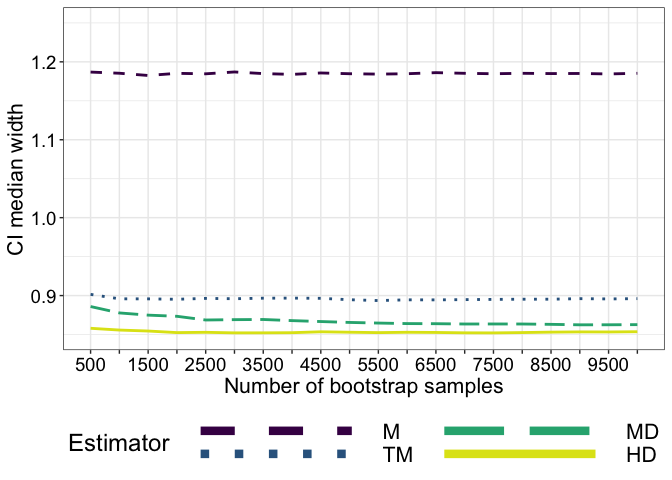 CI median width
1.2
1.1
1.0
0.9
500 1500 2500 3500 4500 5500 6500 7500 8500 9500
Number of bootstrap samples
Estimator
M MD
TM HD